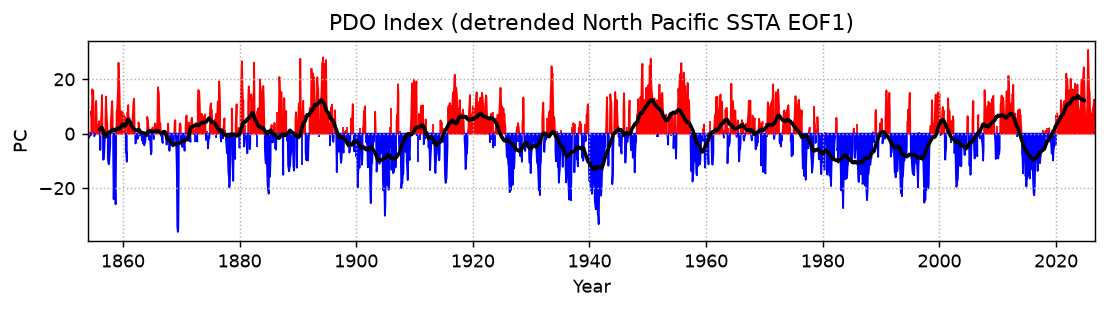 PDO Index (detrended North Pacific SSTA EOF1)
PC
20
0
−20
1860 1880 1900 1920 1940 1960 1980 2000 2020
Year